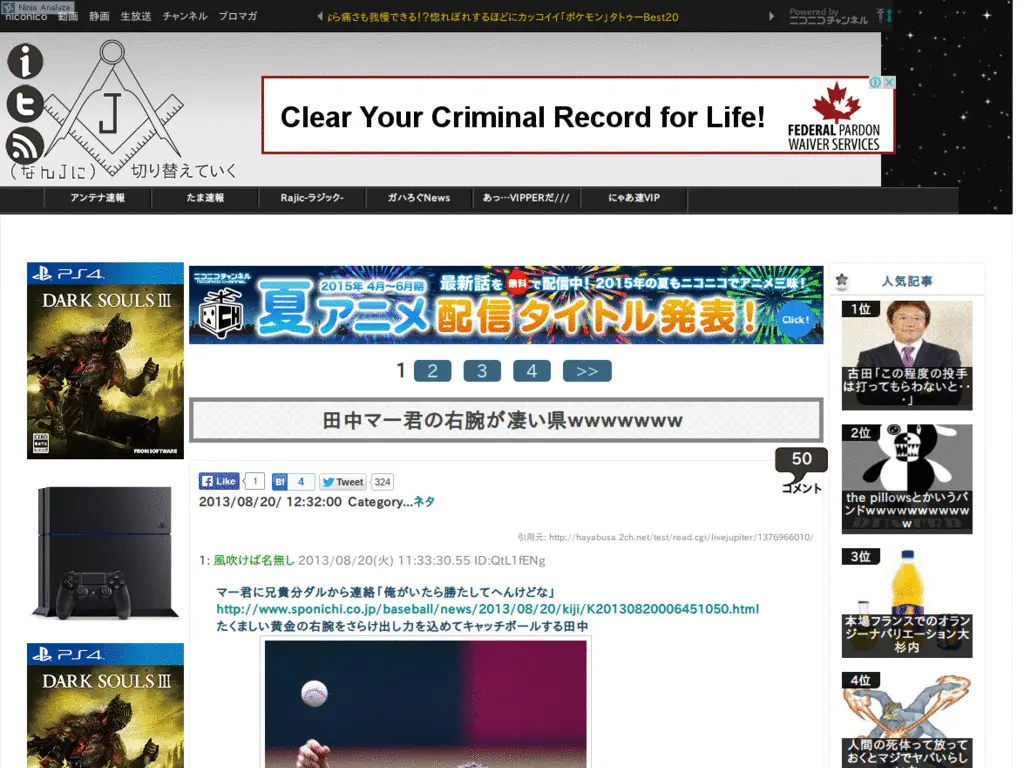 Ninja Analyze
niconico 動画 静画 生放送 チャンネル ブロマガ
ら痛さも我慢できる!?惚れぼれするほどにカッコイイ「ポケモン」タトゥーBest20
Powered by
ニコニコチャンネル
J
(なんJに) 切り替えていく
Clear Your Criminal Record for Life!
FEDERAL PARDON
WAIVER SERVICES
アンテナ速報
たま速報
Rajic-ラジック-
ガハろぐNews
あっ…VIPPERだ///
にゃあ速VIP
PS4
DARK SOULS III
FROM SOFTWARE
ニコニコチャンネル
NICONICO CHANNEL
2015年 4月〜6月期
最新話を無料で配信中! 2015年の夏もニコニコでアニメ三昧!
夏アニメ配信タイトル発表!
Click!
1 2 3 4 >>
田中マー君の右腕が凄い県wwwwwww
50
コメント
Like 1 B! 4 Tweet 324
2013/08/20/ 12:32:00 Category...ネタ
引用元: http://hayabusa.2ch.net/test/read.cgi/livejupiter/1376966010/
1: 風吹けば名無し 2013/08/20(火) 11:33:30.55 ID:QtL1fENg
マー君に兄貴分ダルから連絡「俺がいたら勝たしてへんけどな」
http://www.sponichi.co.jp/baseball/news/2013/08/20/kiji/K20130820006451050.html
たくましい黄金の右腕をさらけ出し力を込めてキャッチボールする田中
PS4
DARK SOULS III
人気記事
1位
古田「この程度の投手
は打ってもらわないと・・
・」
2位
the pillowsとかいうバ
ンドwwwwwwwwwww
w
3位
本場フランスでのオラン
ジーナバリエーション大
杉内
4位
人間の死体って放って
おくとマジでヤバいらし